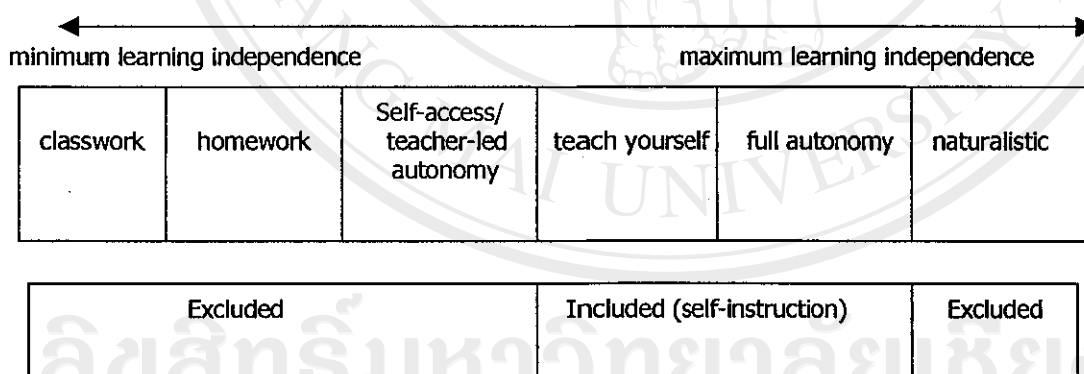 minimum learning independence maximum learning independence
classwork homework Self-access/ teacher-led autonomy teach yourself full autonomy naturalistic
Excluded Included (self-instruction) Excluded
UNIVERSITY